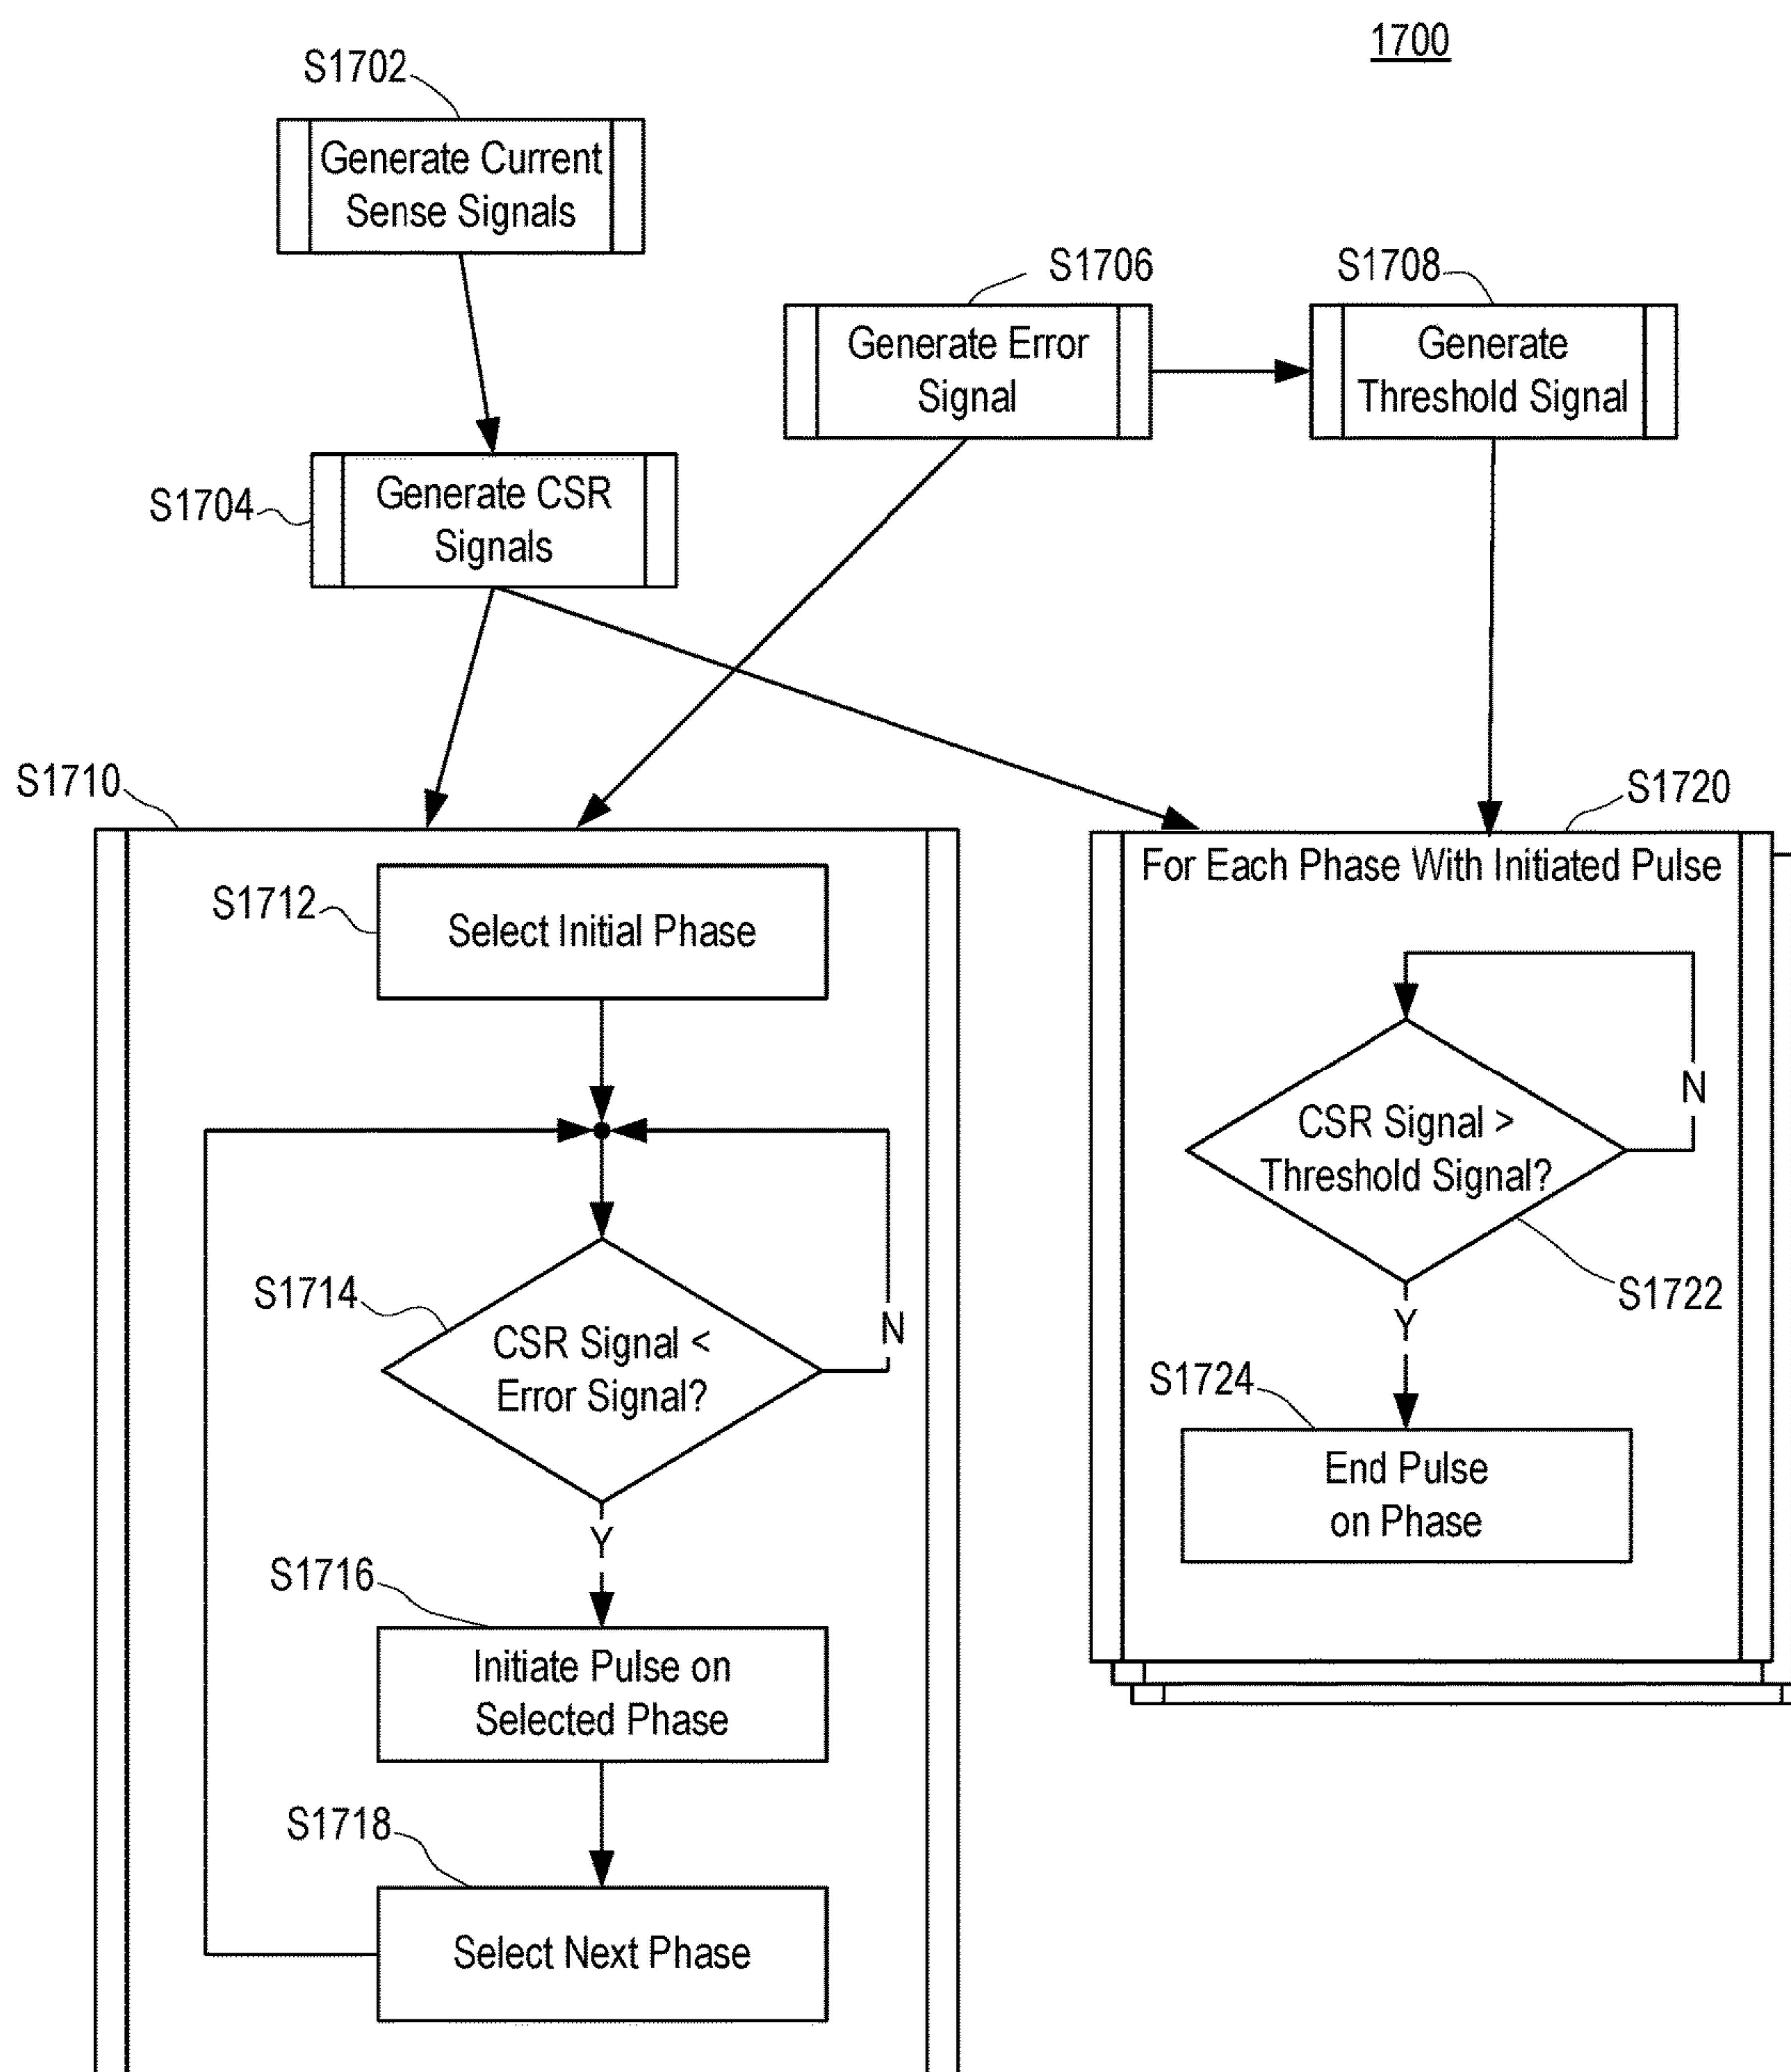 1700
S1702
Generate Current
Sense Signals
S1706
Generate Error
Signal
S1708
Generate
Threshold Signal
S1704
Generate CSR
Signals
S1710
S1712
Select Initial Phase
S1714
CSR Signal <
Error Signal?
N
Y
S1716
Initiate Pulse on
Selected Phase
S1718
Select Next Phase
S1720
For Each Phase With Initiated Pulse
CSR Signal >
Threshold Signal?
N
S1722
Y
S1724
End Pulse
on Phase